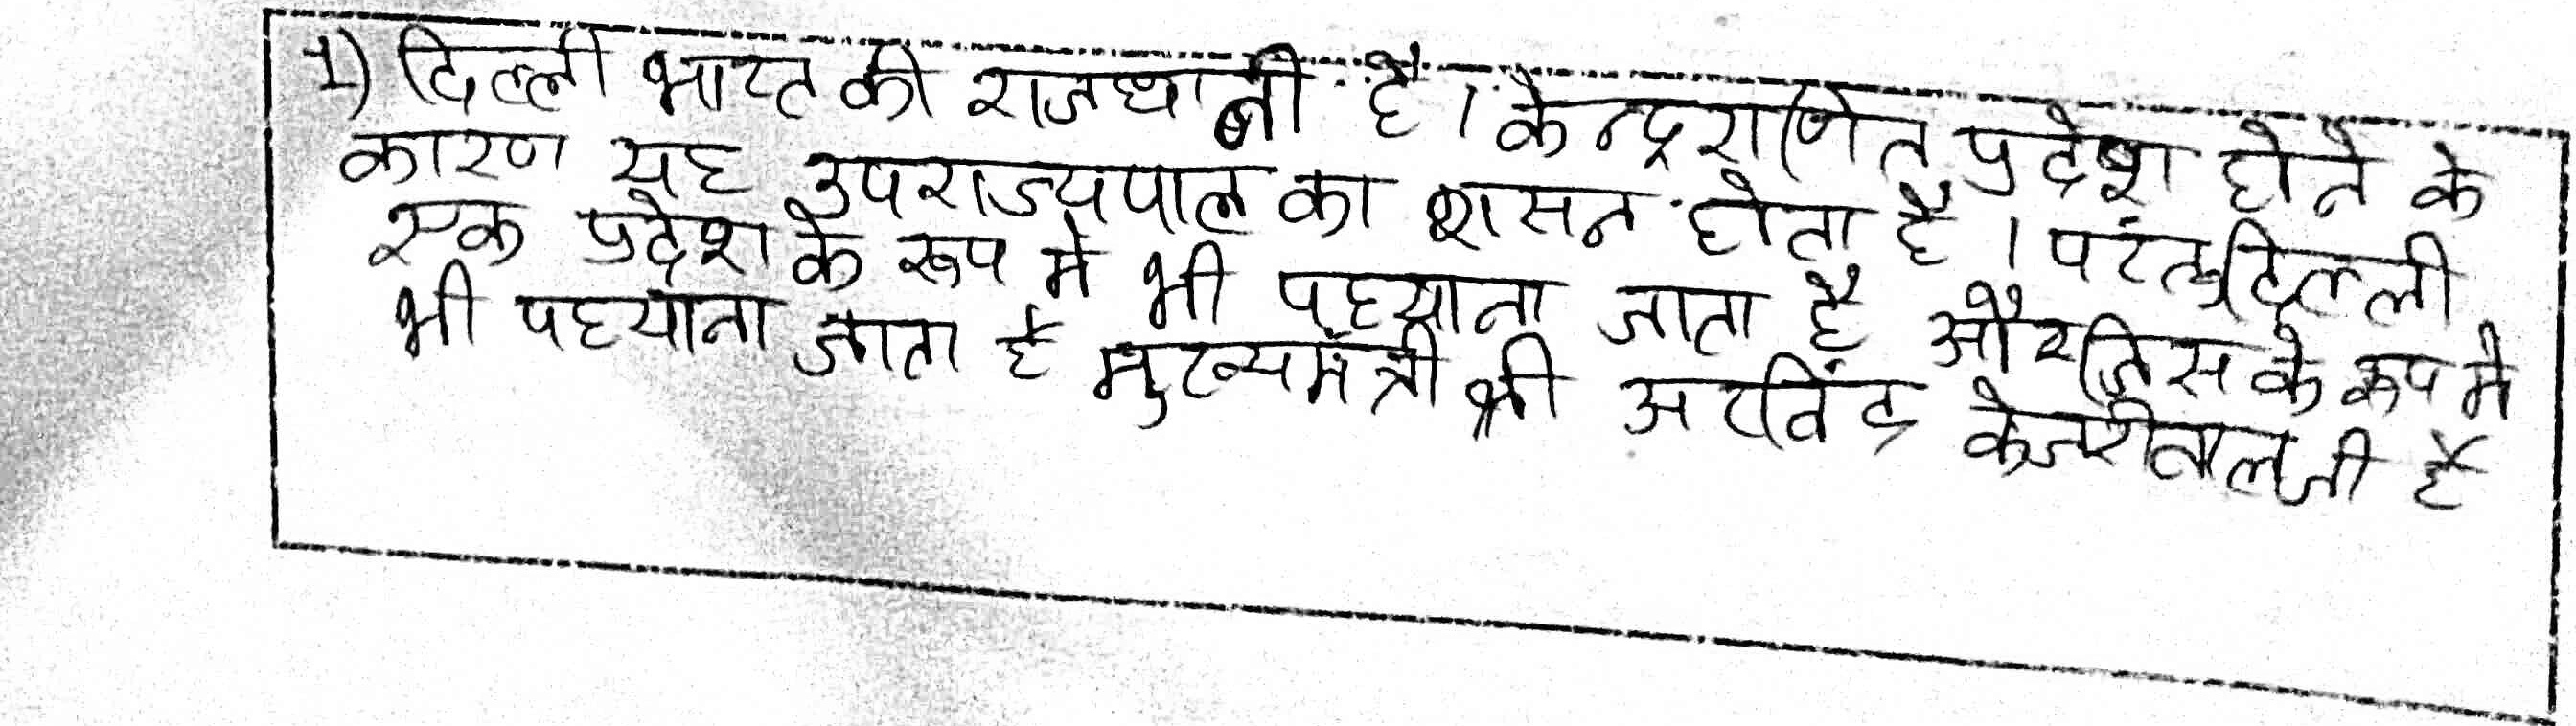 1) दिल्ली भारत की राजधानी है। केन्द्रशाषित प्रदेश होने के
कारण यह उपराज्यपाल का शासन होता है। परंतु दिल्ली
एक प्रदेश के रूप मे भी पहचाना जाता है और जिस के रूप मे
भी पहचाना जाता है मुख्यमंत्री श्री अरविंद केजरीवाल जी है